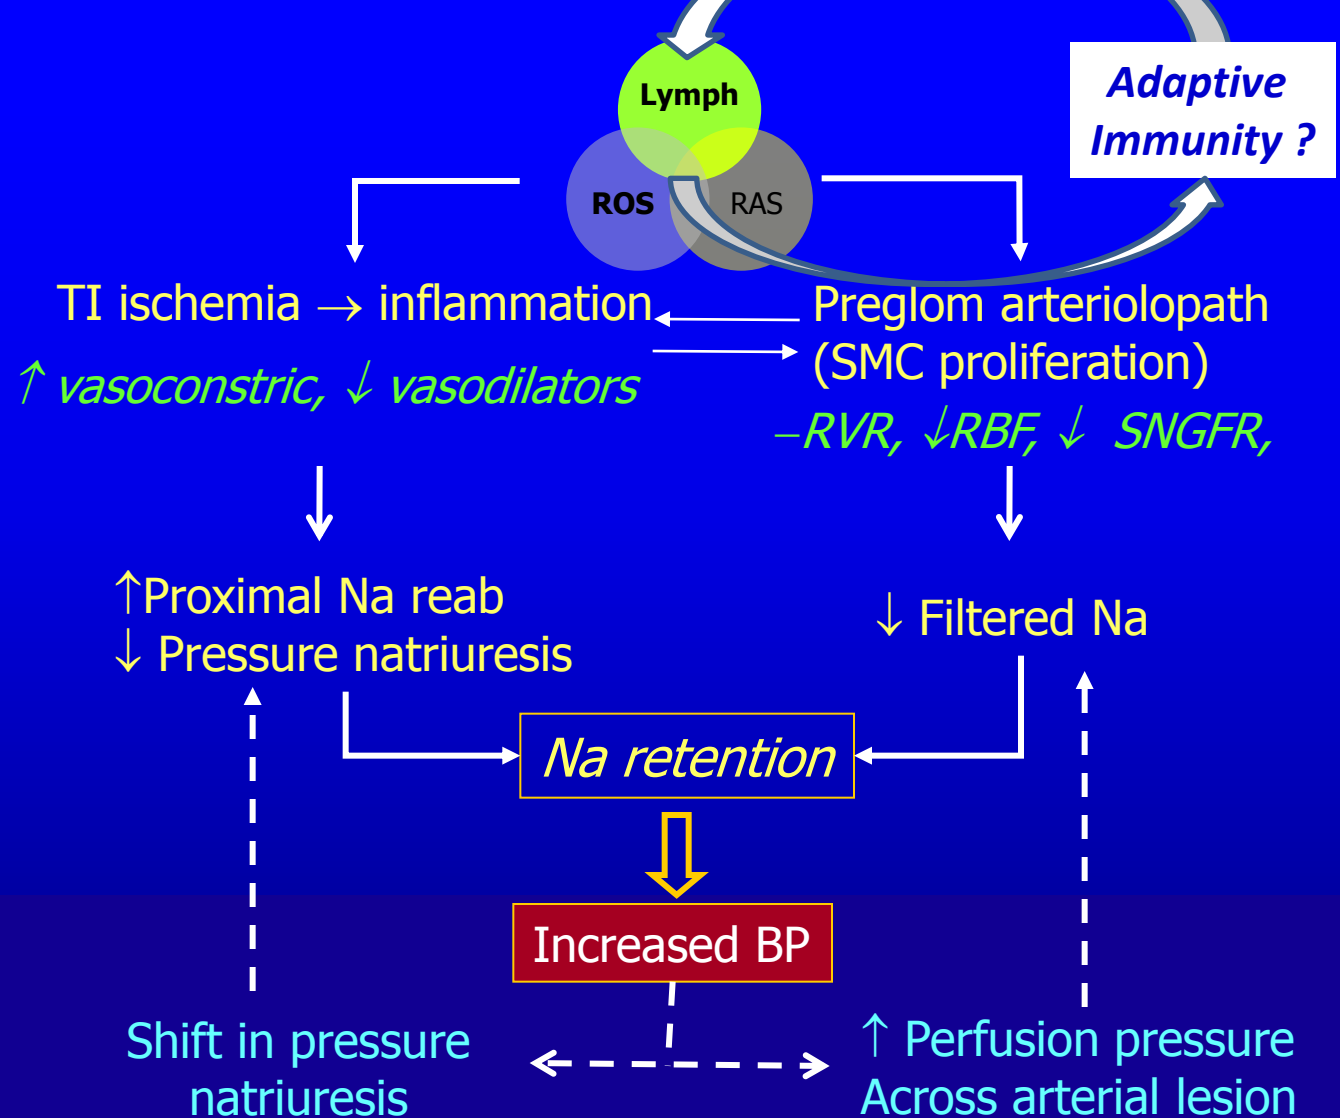 Lymph
Adaptive
Immunity ?
ROS
RAS
TI ischemia → inflammation
Preglom arteriolopath
(SMC proliferation)
↑ vasoconstric, ↓ vasodilators
–RVR, ↓RBF, ↓ SNGFR,
↑Proximal Na reab
↓ Pressure natriuresis
↓ Filtered Na
Na retention
Increased BP
Shift in pressure
natriuresis
↑ Perfusion pressure
Across arterial lesion